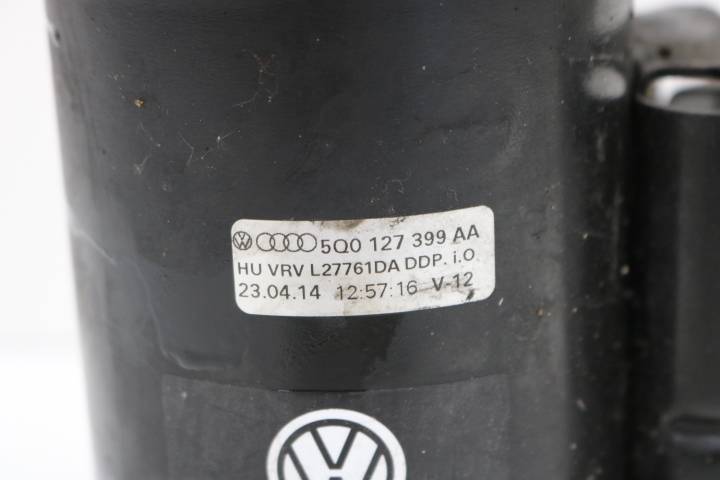 5Q0 127 399 AA
HU VRV L27761DA DDP. i.O
23.04.14 12:57:16 V-12